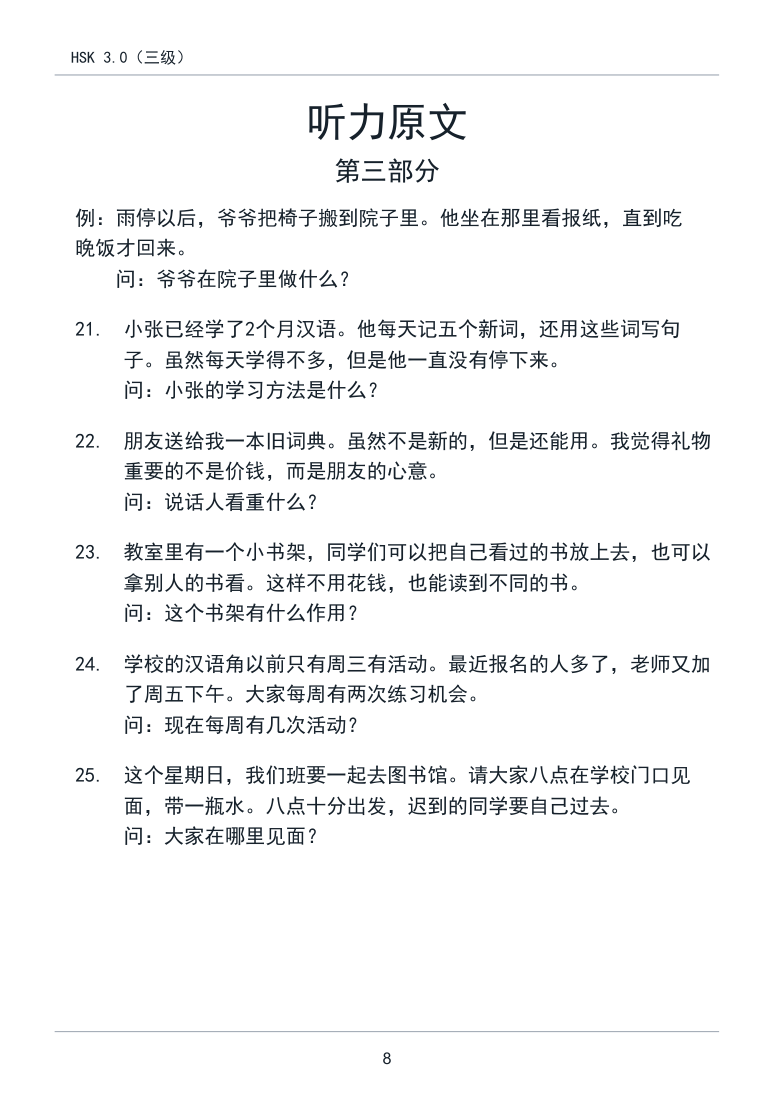 HSK 3.0（三级）
听力原文
第三部分
例：雨停以后，爷爷把椅子搬到院子里。他坐在那里看报纸，直到吃
晚饭才回来。
问：爷爷在院子里做什么？
21. 小张已经学了2个月汉语。他每天记五个新词，还用这些词写句
子。虽然每天学得不多，但是他一直没有停下来。
问：小张的学习方法是什么？
22. 朋友送给我一本旧词典。虽然不是新的，但是还能用。我觉得礼物
重要的不是价钱，而是朋友的心意。
问：说话人看重什么？
23. 教室里有一个小书架，同学们可以把自己看过的书放上去，也可以
拿别人的书看。这样不用花钱，也能读到不同的书。
问：这个书架有什么作用？
24. 学校的汉语角以前只有周三有活动。最近报名的人多了，老师又加
了周五下午。大家每周有两次练习机会。
问：现在每周有几次活动？
25. 这个星期日，我们班要一起去图书馆。请大家八点在学校门口见
面，带一瓶水。八点十分出发，迟到的同学要自己过去。
问：大家在哪里见面？
8